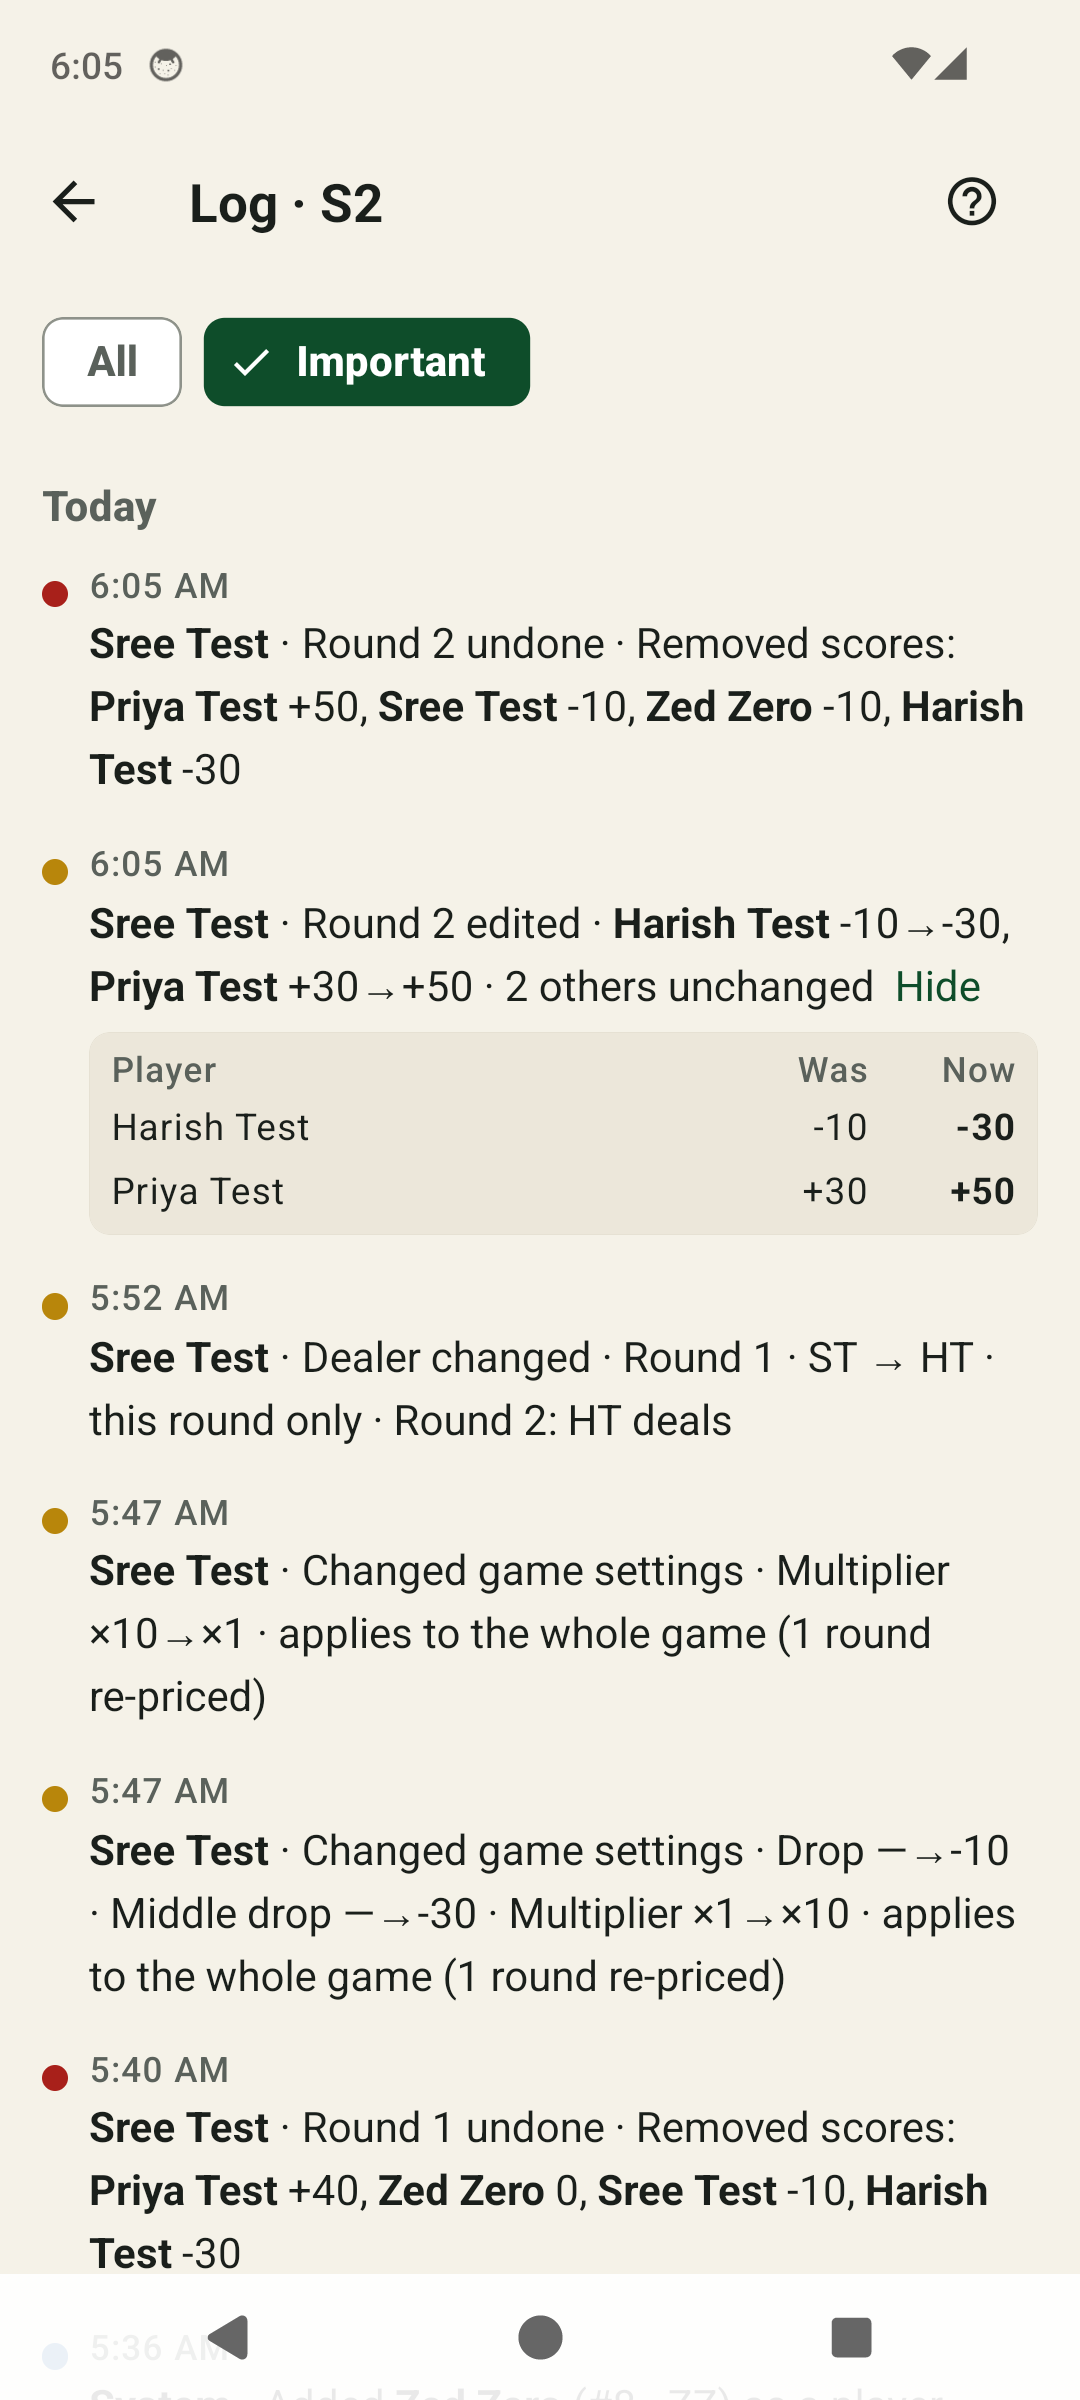 6:05
Log · S2
All
Important
Today
6:05 AM
Sree Test · Round 2 undone · Removed scores:
Priya Test +50, Sree Test -10, Zed Zero -10, Harish
Test -30
6:05 AM
Sree Test · Round 2 edited · Harish Test -10→-30,
Priya Test +30→+50 · 2 others unchanged Hide
Player Was Now
Harish Test -10 -30
Priya Test +30 +50
5:52 AM
Sree Test · Dealer changed · Round 1 · ST → HT ·
this round only · Round 2: HT deals
5:47 AM
Sree Test · Changed game settings · Multiplier
×10→×1 · applies to the whole game (1 round
re-priced)
5:47 AM
Sree Test · Changed game settings · Drop —→-10
· Middle drop —→-30 · Multiplier ×1→×10 · applies
to the whole game (1 round re-priced)
5:40 AM
Sree Test · Round 1 undone · Removed scores:
Priya Test +40, Zed Zero 0, Sree Test -10, Harish
Test -30
5:36 AM